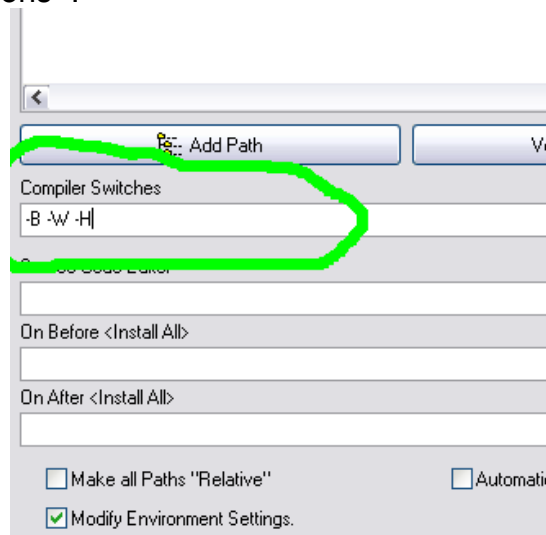 Add Path
Compiler Switches
-B -W -H
On Before <Install All>
On After <Install All>
Make all Paths "Relative"
Modify Environment Settings.